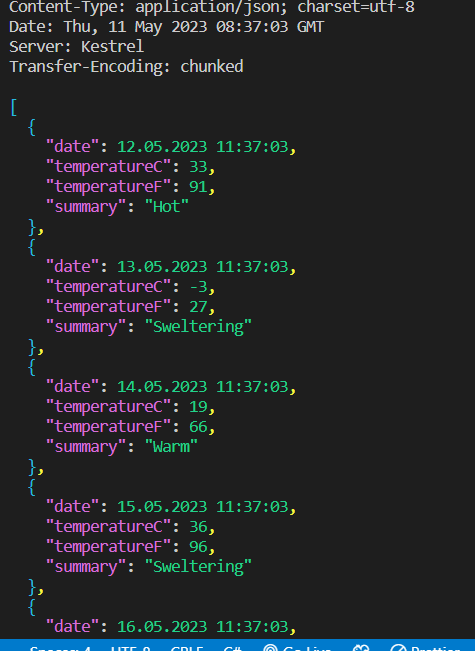 Content-Type: application/json; charset=utf-8
Date: Thu, 11 May 2023 08:37:03 GMT
Server: Kestrel
Transfer-Encoding: chunked
[
{
"date": 12.05.2023 11:37:03,
"temperatureC": 33,
"temperatureF": 91,
"summary": "Hot"
},
{
"date": 13.05.2023 11:37:03,
"temperatureC": -3,
"temperatureF": 27,
"summary": "Sweltering"
},
{
"date": 14.05.2023 11:37:03,
"temperatureC": 19,
"temperatureF": 66,
"summary": "Warm"
},
{
"date": 15.05.2023 11:37:03,
"temperatureC": 36,
"temperatureF": 96,
"summary": "Sweltering"
},
{
"date": 16.05.2023 11:37:03,
Spaces: 4 UTF-8 CRLF C# Go Live Prettier